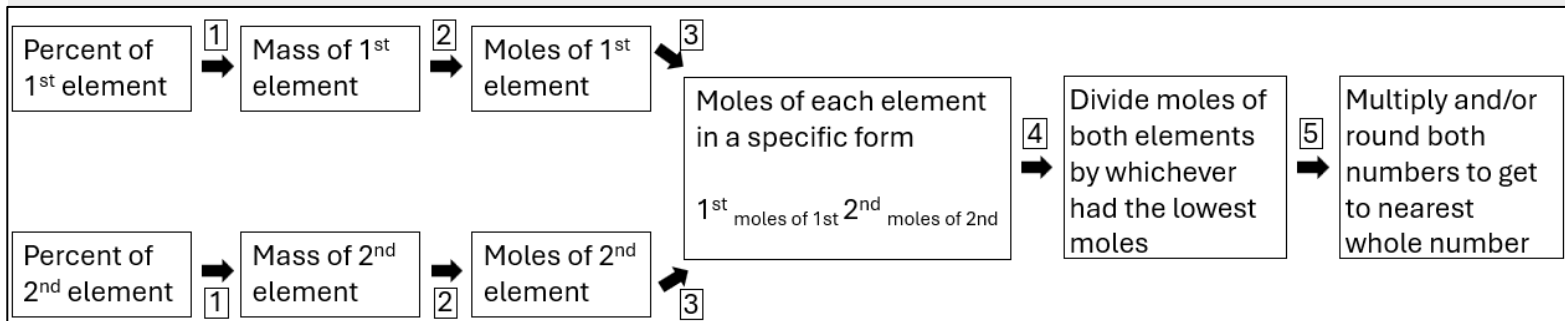 1
Percent of
1st element
Mass of 1st
element
2
Moles of 1st
element
3
Percent of
2nd element
1
Mass of 2nd
element
2
Moles of 2nd
element
3
Moles of each element
in a specific form
1st moles of 1st 2nd moles of 2nd
4
Divide moles of
both elements
by whichever
had the lowest
moles
5
Multiply and/or
round both
numbers to get
to nearest
whole number